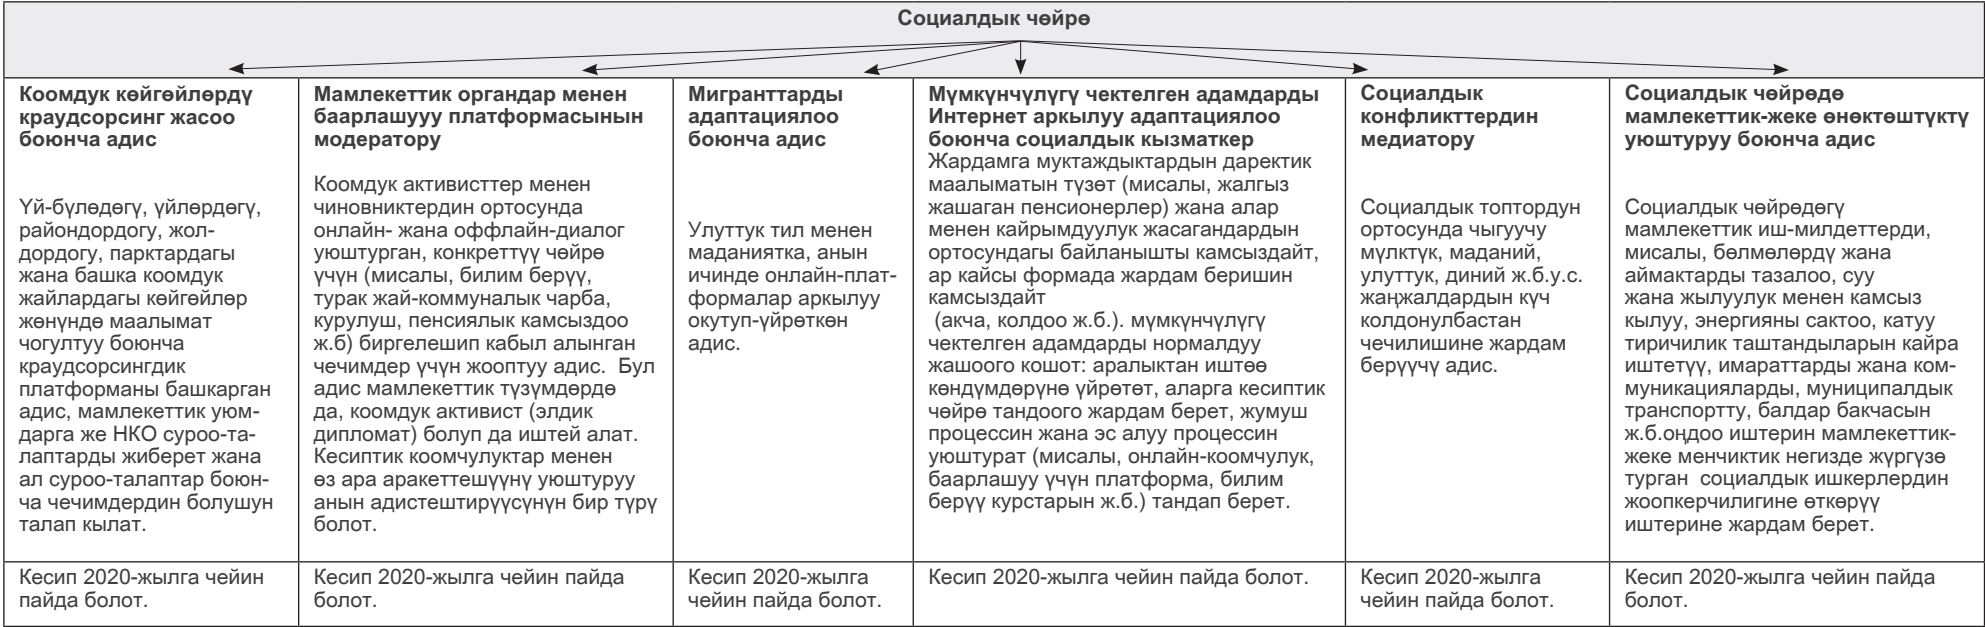 Социалдык чөйрө
Коомдук көйгөйлөрдү
краудсорсинг жасоо
боюнча адис
Үй-бүлөдөгү, үйлөрдөгү,
райондордогу, жол-
дордогу, парктардагы
жана башка коомдук
жайлардагы көйгөйлөр
жөнүндө маалымат
чогултуу боюнча
краудсорсингдик
платформаны башкарган
адис, мамлекеттик уюм-
дарга же НКО суроо-та-
лаптарды жиберет жана
ал суроо-талаптар боюн-
ча чечимдердин болушун
талап кылат.
Кесип 2020-жылга чейин
пайда болот.
Мамлекеттик органдар менен
баарлашууу платформасынын
модератору
Коомдук активисттер менен
чиновниктердин ортосунда
онлайн- жана оффлайн-диалог
уюштурган, конкреттүү чөйрө
үчүн (мисалы, билим берүү,
турак жай-коммуналык чарба,
курулуш, пенсиялык камсыздоо
ж.б) биргелешип кабыл алынган
чечимдер үчүн жооптуу адис.  Бул
адис мамлекеттик түзүмдөрдө
да, коомдук активист (элдик
дипломат) болуп да иштей алат.
Кесиптик коомчулуктар менен
өз ара аракеттешүүнү уюштуруу
анын адистештирүүсүнүн бир түрү
болот.
Кесип 2020-жылга чейин пайда
болот.
Мигранттарды
адаптациялоо
боюнча адис
Улуттук тил менен
маданиятка, анын
ичинде онлайн-плат-
формалар аркылуу
окутуп-үйрөткөн
адис.
Кесип 2020-жылга
чейин пайда болот.
Мүмкүнчүлүгү чектелген адамдарды
Интернет аркылуу адаптациялоо
боюнча социалдык кызматкер
Жардамга муктаждыктардын даректик
маалыматын түзөт (мисалы, жалгыз
жашаган пенсионерлер) жана алар
менен кайрымдуулук жасагандардын
ортосундагы байланышты камсыздайт,
ар кайсы формада жардам беришин
камсыздайт
(акча, колдоо ж.б.). мүмкүнчүлүгү
чектелген адамдарды нормалдуу
жашоого кошот: аралыктан иштөө
көндүмдөрүнө үйрөтөт, аларга кесиптик
чөйрө тандоого жардам берет, жумуш
процессин жана эс алуу процессин
уюштурат (мисалы, онлайн-коомчулук,
баарлашуу үчүн платформа, билим
берүү курстарын ж.б.) тандап берет.
Кесип 2020-жылга чейин пайда болот.
Социалдык
конфликттердин
медиатору
Социалдык топтордун
ортосунда чыгуучу
мүлктүк, маданий,
улуттук, диний ж.б.у.с.
жаңжалдардын күч
колдонулбастан
чечилишине жардам
берүүчү адис.
Кесип 2020-жылга
чейин пайда болот.
Социалдык чөйрөдө
мамлекеттик-жеке өнөктөштүктү
уюштуруу боюнча адис
Социалдык чөйрөдөгү
мамлекеттик иш-милдеттерди,
мисалы, бөлмөлөрдү жана
аймактарды тазалоо, суу
жана жылуулук менен камсыз
кылуу, энергияны сактоо, катуу
тиричилик таштандыларын кайра
иштетүү, имараттарды жана ком-
муникацияларды, муниципалдык
транспортту, балдар бакчасын
ж.б.оңдоо иштерин мамлекеттик-
жеке менчиктик негизде жүргүзө
турган  социалдык ишкерлердин
жоопкерчилигине өткөрүү
иштерине жардам берет.
Кесип 2020-жылга чейин пайда
болот.